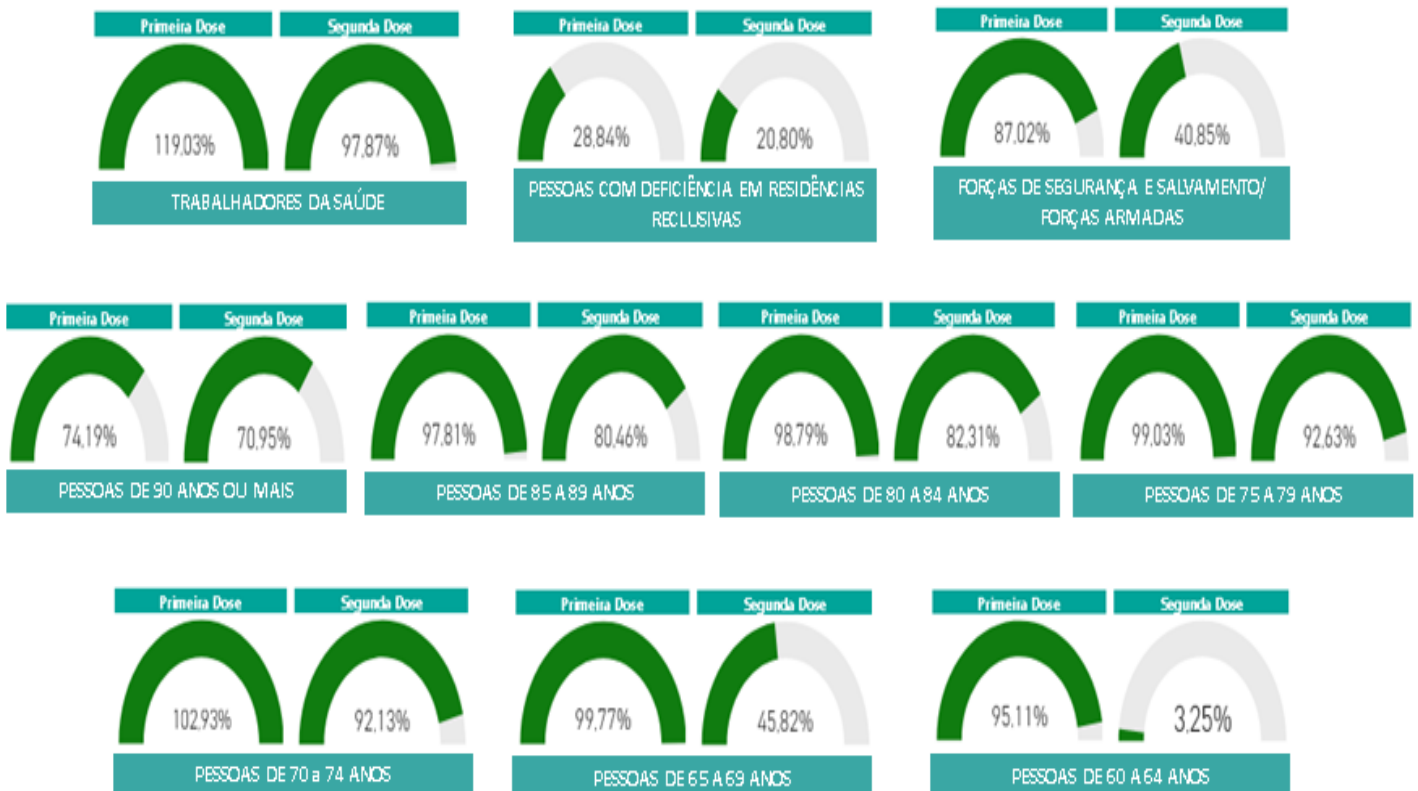 Primeira Dose Segunda Dose
119,03% 97,87%
TRABALHADORES DA SAÚDE
Primeira Dose Segunda Dose
28,84% 20,80%
PESSOAS COM DEFICIÊNCIA EM RESIDÊNCIAS
RECLUSIVAS
Primeira Dose Segunda Dose
87,02% 40,85%
FORÇAS DE SEGURANÇA E SALVAMENTO/
FORÇAS ARMADAS
Primeira Dose Segunda Dose
74,19% 70,95%
PESSOAS DE 90 ANOS OU MAIS
Primeira Dose Segunda Dose
97,81% 80,46%
PESSOAS DE 85 A 89 ANOS
Primeira Dose Segunda Dose
98,79% 82,31%
PESSOAS DE 80 A 84 ANOS
Primeira Dose Segunda Dose
99,03% 92,63%
PESSOAS DE 75 A 79 ANOS
Primeira Dose Segunda Dose
102,93% 92,13%
PESSOAS DE 70 a 74 ANOS
Primeira Dose Segunda Dose
99,77% 45,82%
PESSOAS DE 65 A 69 ANOS
Primeira Dose Segunda Dose
95,11% 3,25%
PESSOAS DE 60 A 64 ANOS